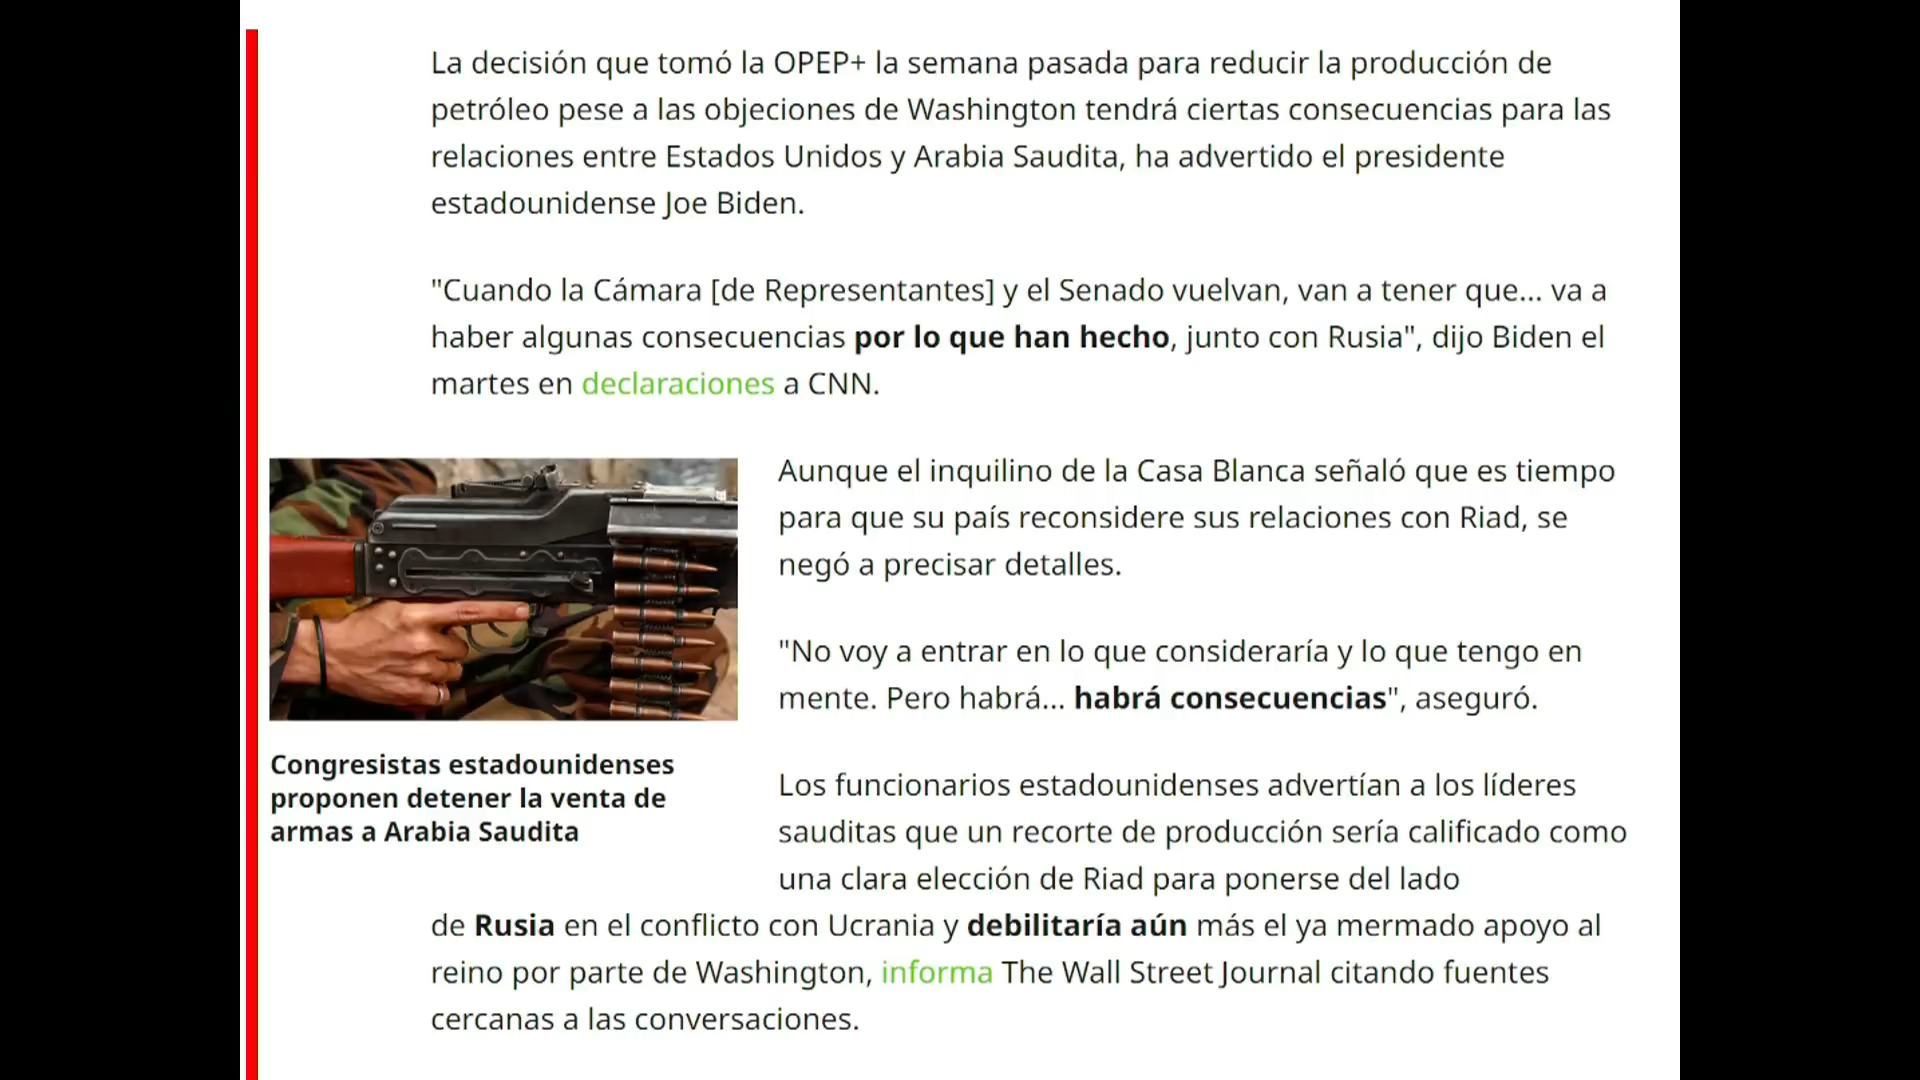 La decisión que tomó la OPEP+ la semana pasada para reducir la producción de
petróleo pese a las objeciones de Washington tendrá ciertas consecuencias para las
relaciones entre Estados Unidos y Arabia Saudita, ha advertido el presidente
estadounidense Joe Biden.
"Cuando la Cámara [de Representantes] y el Senado vuelvan, van a tener que... va a
haber algunas consecuencias por lo que han hecho, junto con Rusia", dijo Biden el
martes en declaraciones a CNN.
Aunque el inquilino de la Casa Blanca señaló que es tiempo
para que su país reconsidere sus relaciones con Riad, se
negó a precisar detalles.
"No voy a entrar en lo que consideraría y lo que tengo en
mente. Pero habrá... habrá consecuencias", aseguró.
Congresistas estadounidenses
proponen detener la venta de
armas a Arabia Saudita
Los funcionarios estadounidenses advertían a los líderes
sauditas que un recorte de producción sería calificado como
una clara elección de Riad para ponerse del lado
de Rusia en el conflicto con Ucrania y debilitaría aún más el ya mermado apoyo al
reino por parte de Washington, informa The Wall Street Journal citando fuentes
cercanas a las conversaciones.